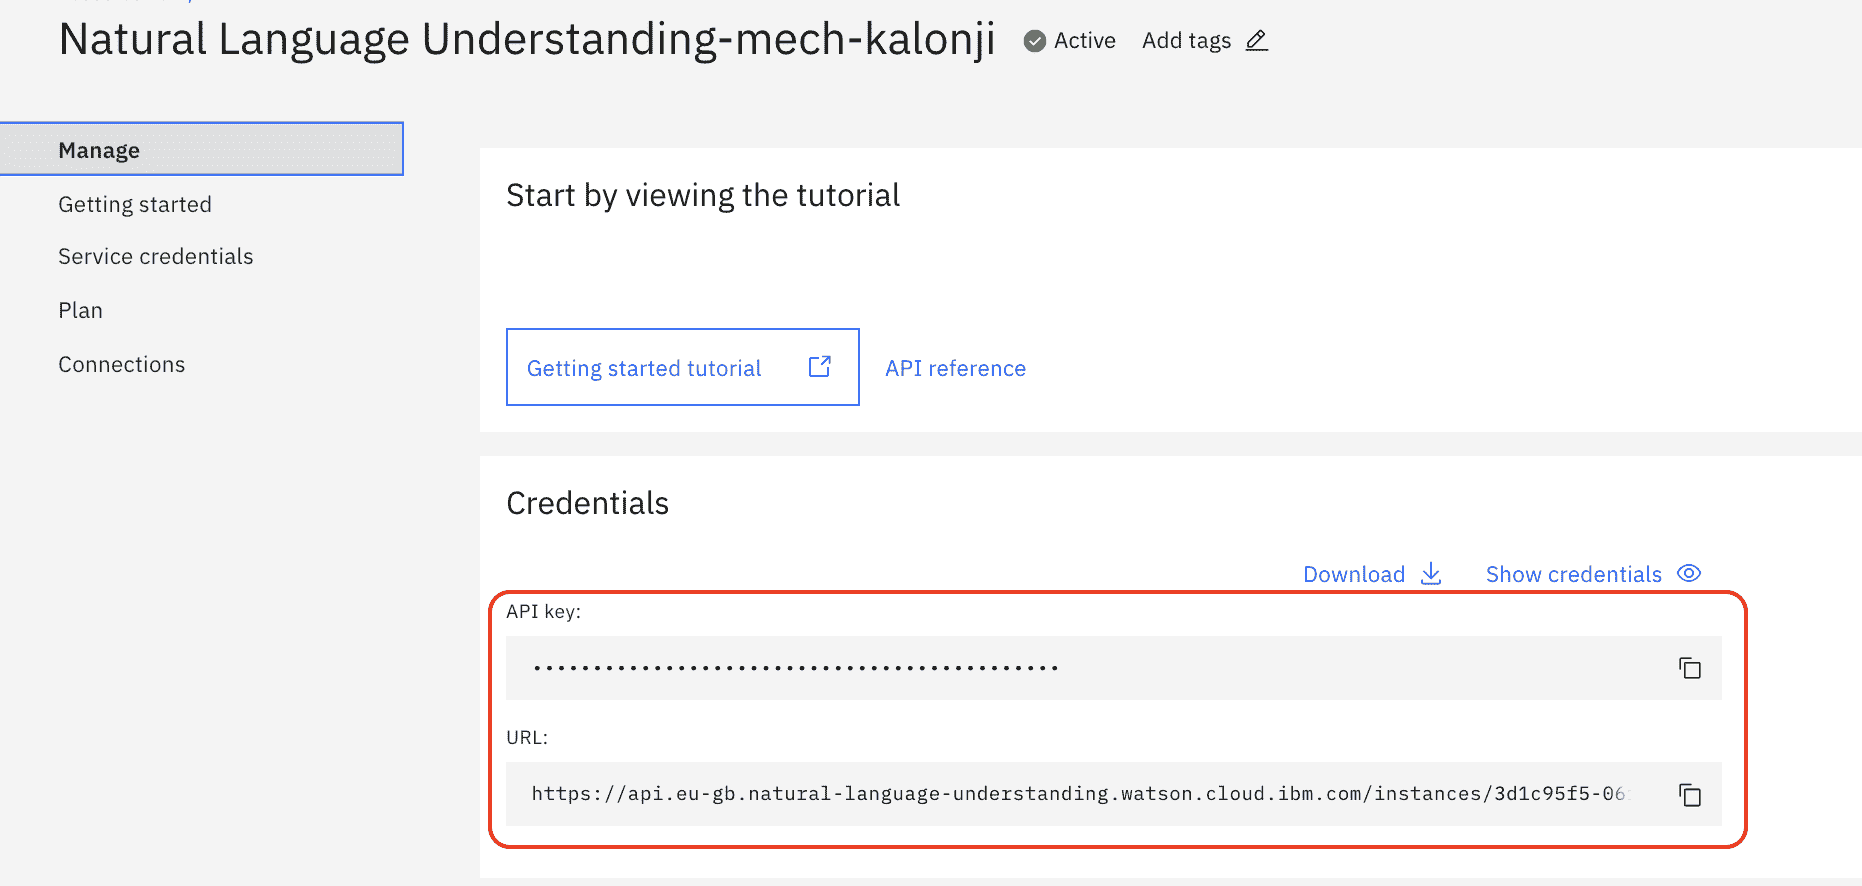 Natural Language Understanding-mech-kalonji Active Add tags
Manage
Getting started
Service credentials
Plan
Connections
Start by viewing the tutorial
Getting started tutorial API reference
Credentials
Download Show credentials
API key:
••••••••••••••••••••••••••••••••••••••••••••
URL:
https://api.eu-gb.natural-language-understanding.watson.cloud.ibm.com/instances/3d1c95f5-06